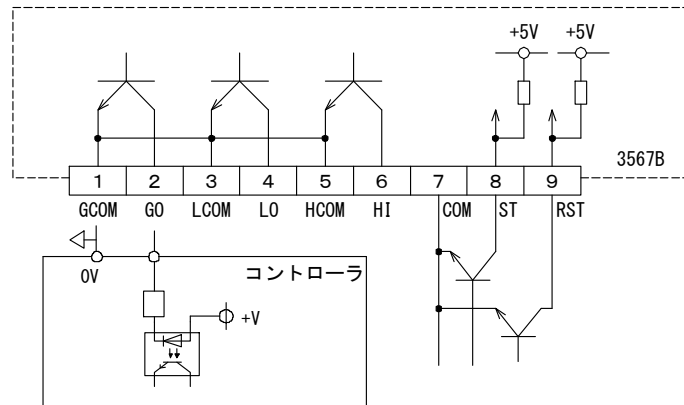 +5V +5V
3567B
1 2 3 4 5 6 7 8 9
GCOM GO LCOM LO HCOM HI COM ST RST
0V
コントローラ
+V